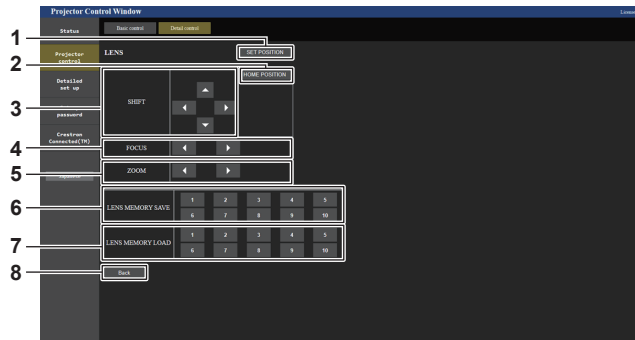 Projector Control Window
License
Status
Basic control
Detail control
1
SET POSITION
Projector control
LENS
2
HOME POSITION
Detailed set up
3
SHIFT
password
Crestron Connected(TM)
4
FOCUS
5
ZOOM
6
LENS MEMORY SAVE
1 2 3 4 5
6 7 8 9 10
7
LENS MEMORY LOAD
1 2 3 4 5
6 7 8 9 10
8
Back